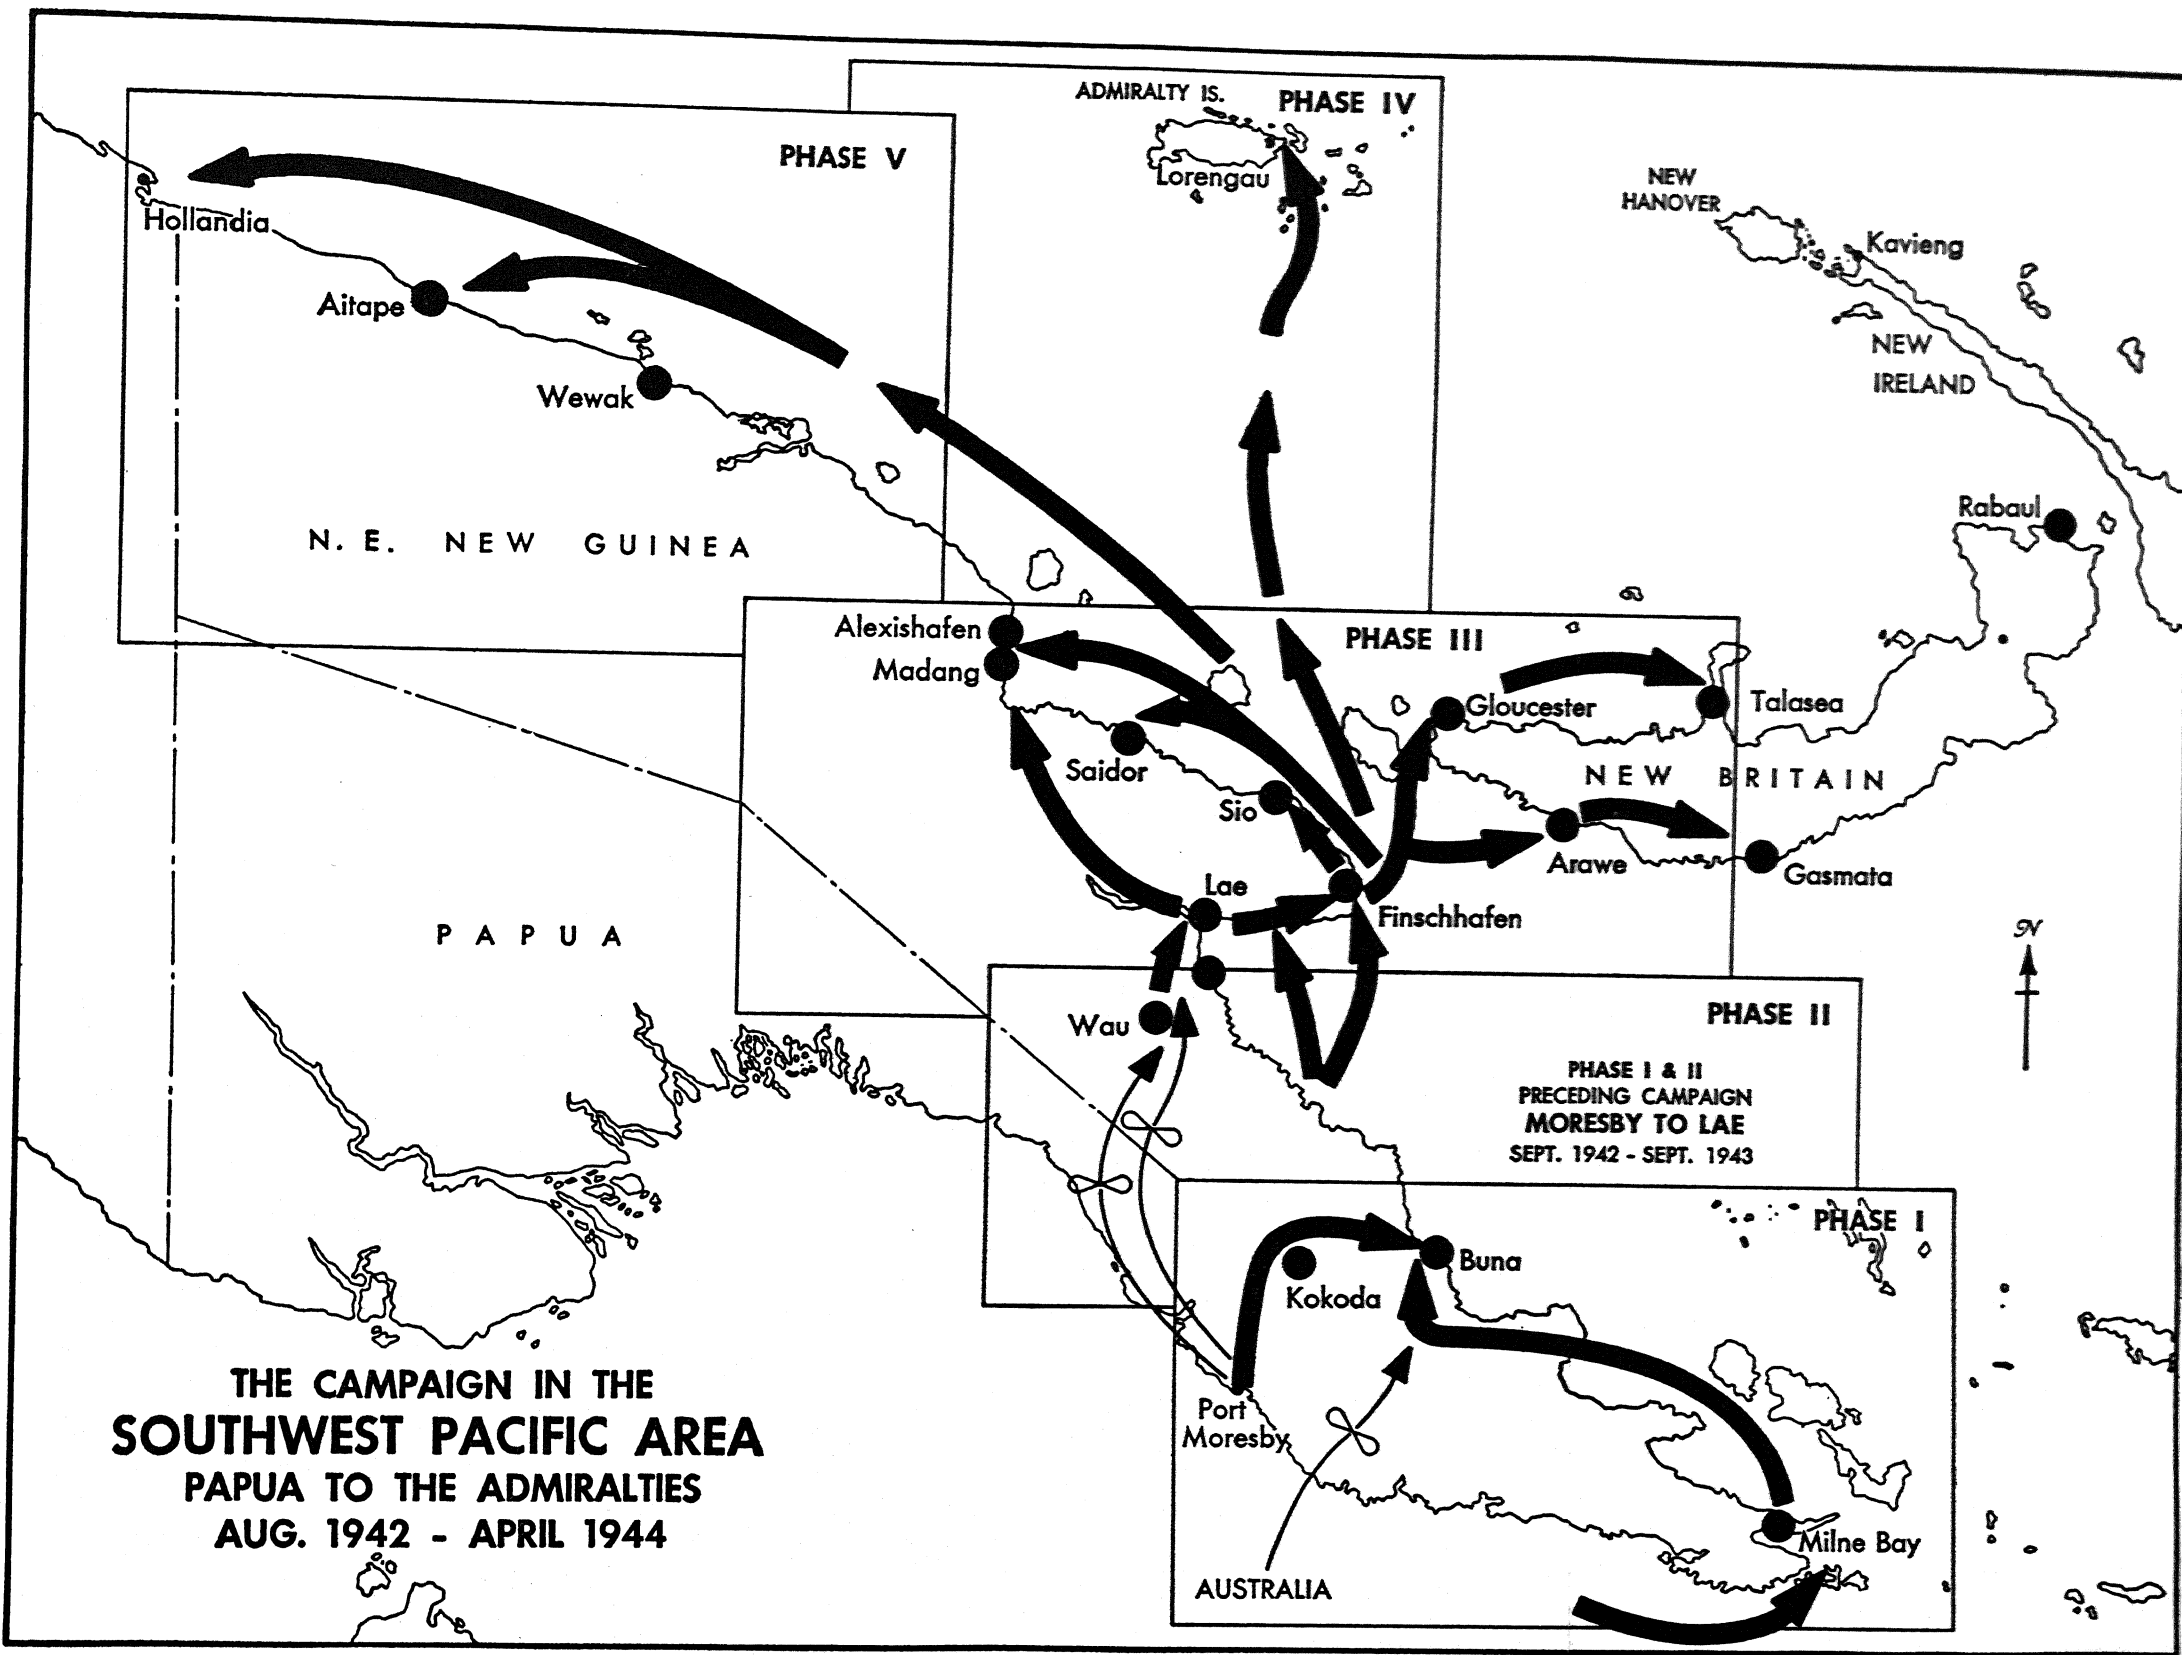 ADMIRALTY IS.
PHASE IV
PHASE V
Lorengau
NEW
HANOVER
Kavieng
Hollandia
Aitape
NEW
IRELAND
Wewak
Rabaul
N. E. NEW GUINEA
Alexishafen
PHASE III
Madang
Gloucester
Talasea
Saidor
NEW BRITAIN
Sio
Arawe
Gasmata
Lae
Finschhafen
N
PAPUA
Wau
PHASE II
PHASE I & II
PRECEDING CAMPAIGN
MORESBY TO LAE
SEPT. 1942 - SEPT. 1943
PHASE I
Buna
Kokoda
THE CAMPAIGN IN THE
SOUTHWEST PACIFIC AREA
PAPUA TO THE ADMIRALTIES
AUG. 1942 - APRIL 1944
Port
Moresby
Milne Bay
AUSTRALIA